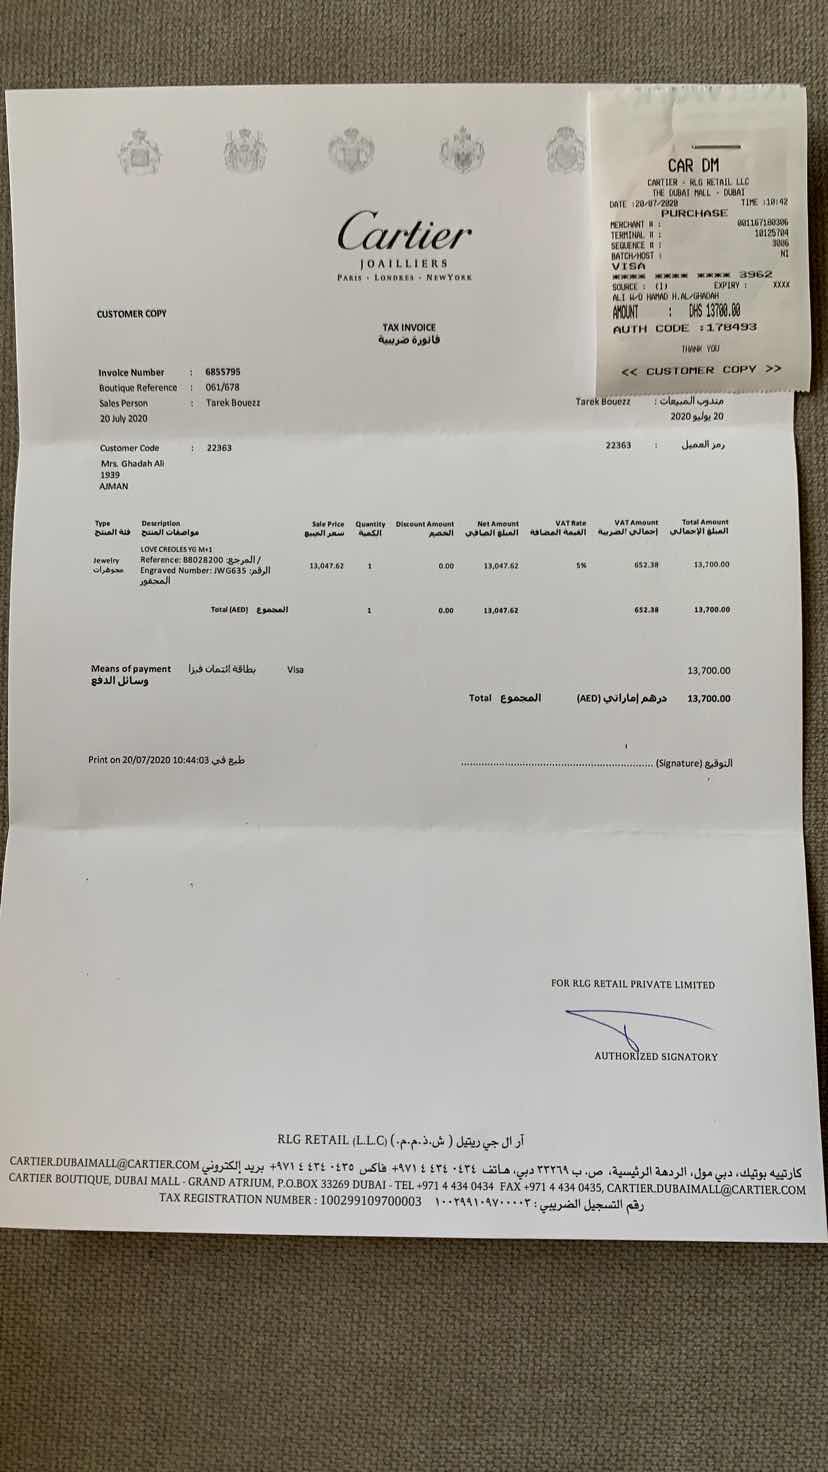 Cartier
JOAILLIERS
PARIS - LONDRES - NEWYORK
CAR DM
CARTIER - RLG RETAIL LLC
THE DUBAI MALL - DUBAI
DATE :20/07/2020 TIME :10:42
PURCHASE
MERCHANT # : 001167180306
TERMINAL # : 10125704
SEQUENCE # : 3006
BATCH/HOST : NI
VISA
**** **** **** 3962
SOURCE : (1) EXPIRY : XXXX
ALI W/O HAMAD H.AL/GHADAH
AMOUNT : DHS 13700.00
AUTH CODE :178493
THANK YOU
<< CUSTOMER COPY >>
CUSTOMER COPY
TAX INVOICE
فاتورة ضريبية
Invoice Number : 6855795
Boutique Reference : 061/678
Sales Person : Tarek Bouezz Tarek Bouezz : مندوب المبيعات
20 July 2020 20 يوليو 2020
Customer Code : 22363 22363 : رمز العميل
Mrs. Ghadah Ali
1939
AJMAN
Type Description Sale Price Quantity Discount Amount Net Amount VAT Rate VAT Amount Total Amount
فئة المنتج مواصفات المنتج سعر المبيع الكمية الخصم المبلغ الصافي القيمة المضافة إجمالي الضريبة المبلغ الإجمالي
LOVE CREOLES YG M+1
Jewelry Reference: B8028200 :المرجع /
مجوهرات Engraved Number: JWG635 :الرقم 13,047.62 1 0.00 13,047.62 5% 652.38 13,700.00
المحفور
Total (AED) المجموع 1 0.00 13,047.62 652.38 13,700.00
Means of payment بطاقة ائتمان فيزا Visa 13,700.00
وسائل الدفع
Total المجموع (AED) درهم إماراتي 13,700.00
Print on 20/07/2020 10:44:03 طبع في
(Signature) التوقيع
FOR RLG RETAIL PRIVATE LIMITED
AUTHORIZED SIGNATORY
RLG RETAIL (L.L.C) (.آر ال جي ريتيل ( ش.ذ.م.م
كارتييه بوتيك، دبي مول، الردهة الرئيسية، ص. ب ٣٣٢٦٩ دبي، هاتف ٠٤٣٤ ٤٣٤ ٤ ٩٧١+ فاكس ٠٤٣٥ ٤٣٤ ٤ ٩٧١+ بريد إلكتروني CARTIER.DUBAIMALL@CARTIER.COM
CARTIER BOUTIQUE, DUBAI MALL - GRAND ATRIUM, P.O.BOX 33269 DUBAI - TEL +971 4 434 0434 FAX +971 4 434 0435, CARTIER.DUBAIMALL@CARTIER.COM
TAX REGISTRATION NUMBER : 100299109700003 رقم التسجيل الضريبي : ١٠٠٢٩٩١٠٩٧٠٠٠٠٣